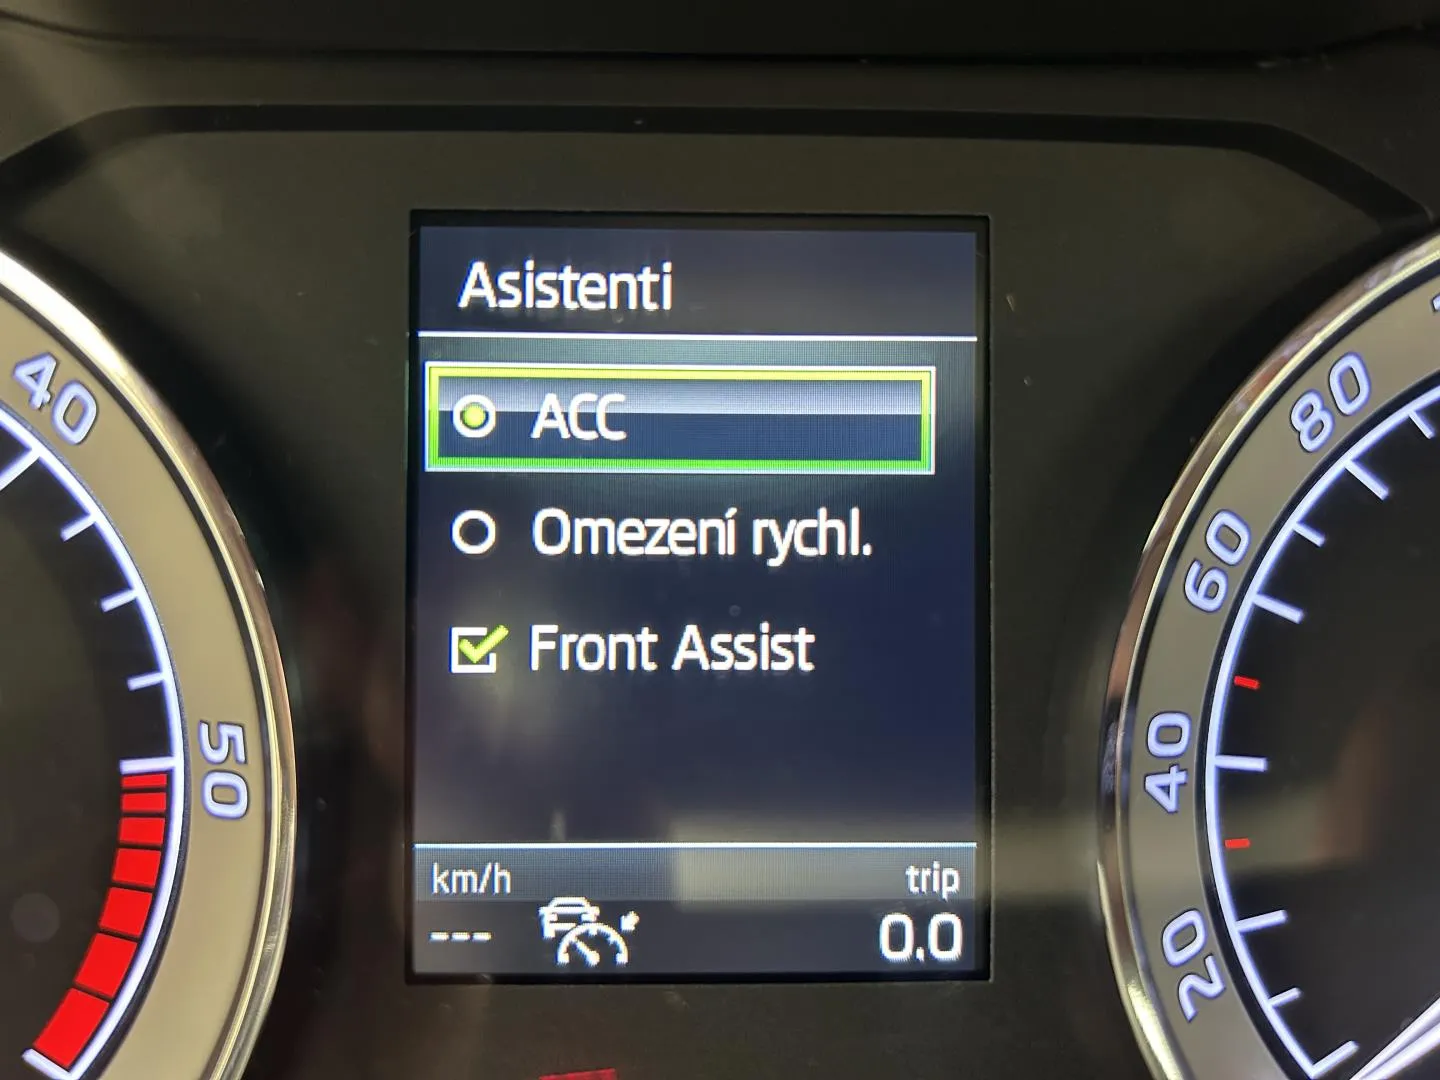 Asistenti
ACC
Omezení rychl.
Front Assist
km/h trip
--- 0.0
40
50
80
60
40
20